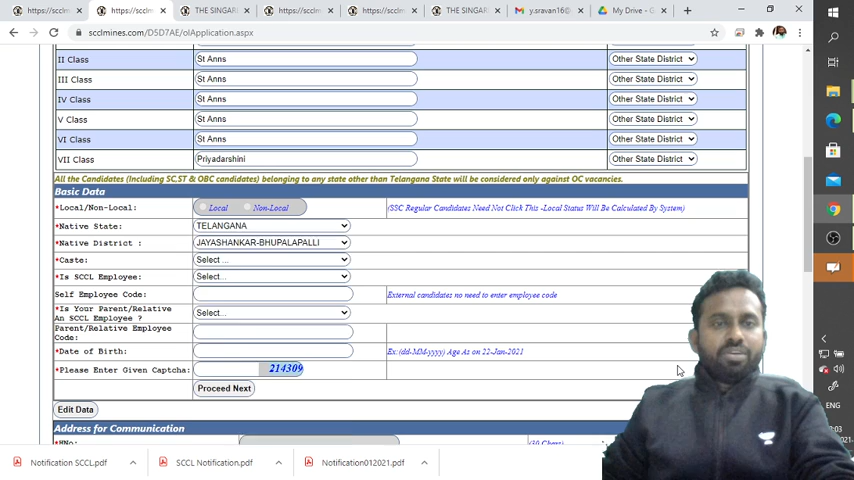 https://scclm
https://scclm
THE SINGAR
https://scclm
https://scclm
THE SINGAR
y.sravan16@
My Drive - G
scclmines.com/D5D7AE/olApplication.aspx
II Class St Anns Other State District
III Class St Anns Other State District
IV Class St Anns Other State District
V Class St Anns Other State District
VI Class St Anns Other State District
VII Class Priyadarshini Other State District
All the Candidates (Including SC,ST & OBC candidates) belonging to any state other than Telangana State will be considered only against OC vacancies.
Basic Data
*Local/Non-Local: Local Non-Local (SSC Regular Candidates Need Not Click This -Local Status Will Be Calculated By System)
*Native State: TELANGANA
*Native District : JAYASHANKAR-BHUPALAPALLI
*Caste: Select ...
*Is SCCL Employee: Select...
Self Employee Code: External candidates no need to enter employee code
*Is Your Parent/Relative
An SCCL Employee ? Select...
Parent/Relative Employee
Code:
*Date of Birth: Ex:(dd-MM-yyyy) Age As on 22-Jan-2021
*Please Enter Given Captcha: 214309
Proceed Next
Edit Data
Address for Communication
*HNo: (30 Chars)
Notification SCCL.pdf
SCCL Notification.pdf
Notification012021.pdf
ENG